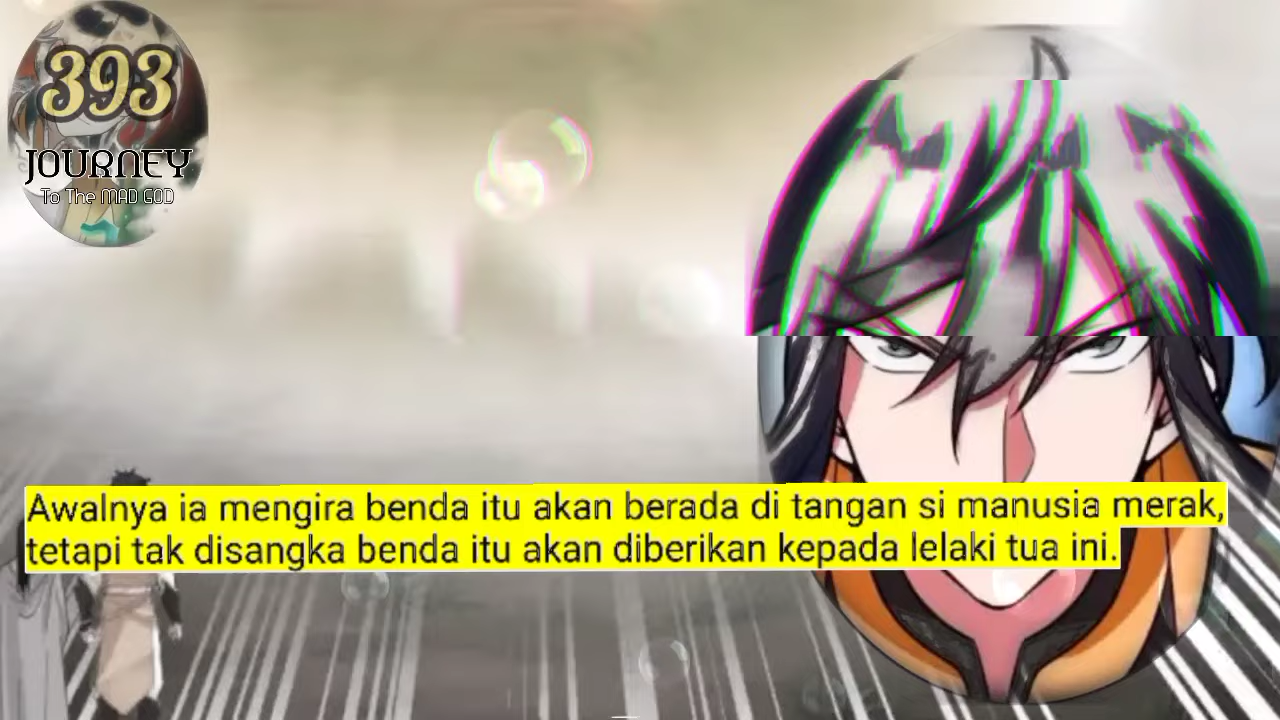 393
JOURNEY
To The MAD GOD
Awalnya ia mengira benda itu akan berada di tangan si manusia merak,
tetapi tak disangka benda itu akan diberikan kepada lelaki tua ini.